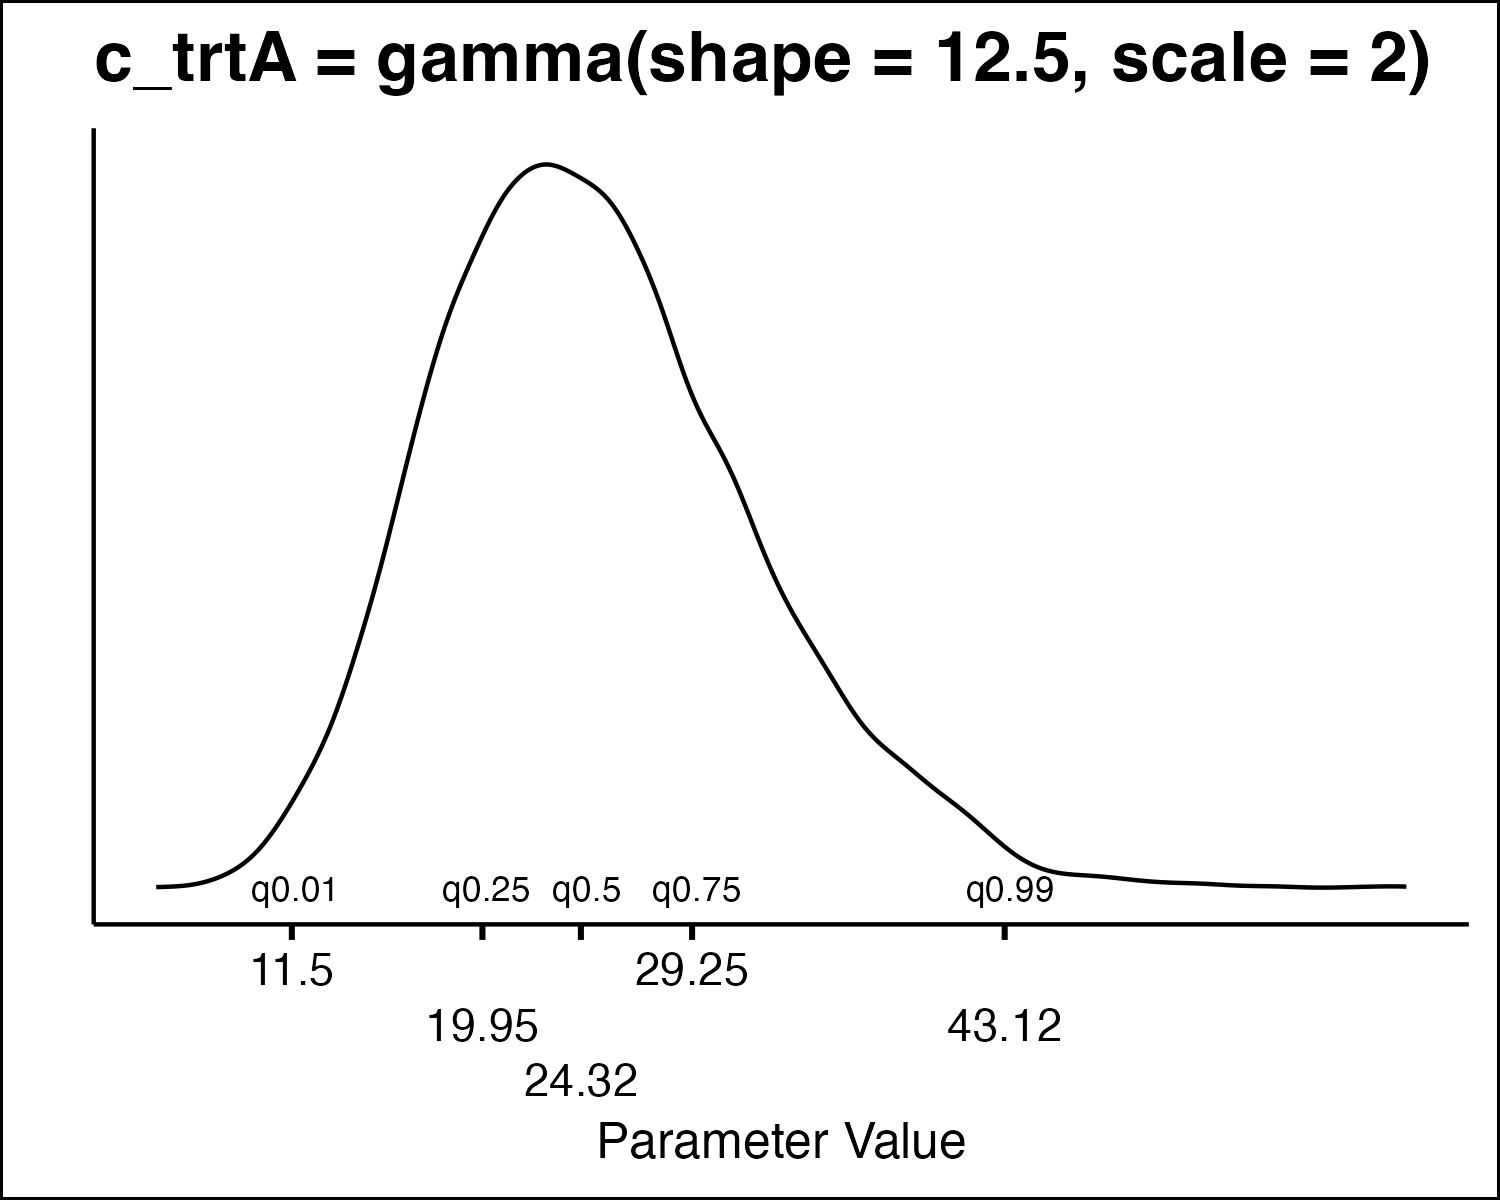 c_trtA = gamma(shape = 12.5, scale = 2)
q0.01 q0.25 q0.5 q0.75 q0.99
11.5 29.25
19.95 43.12
24.32
Parameter Value